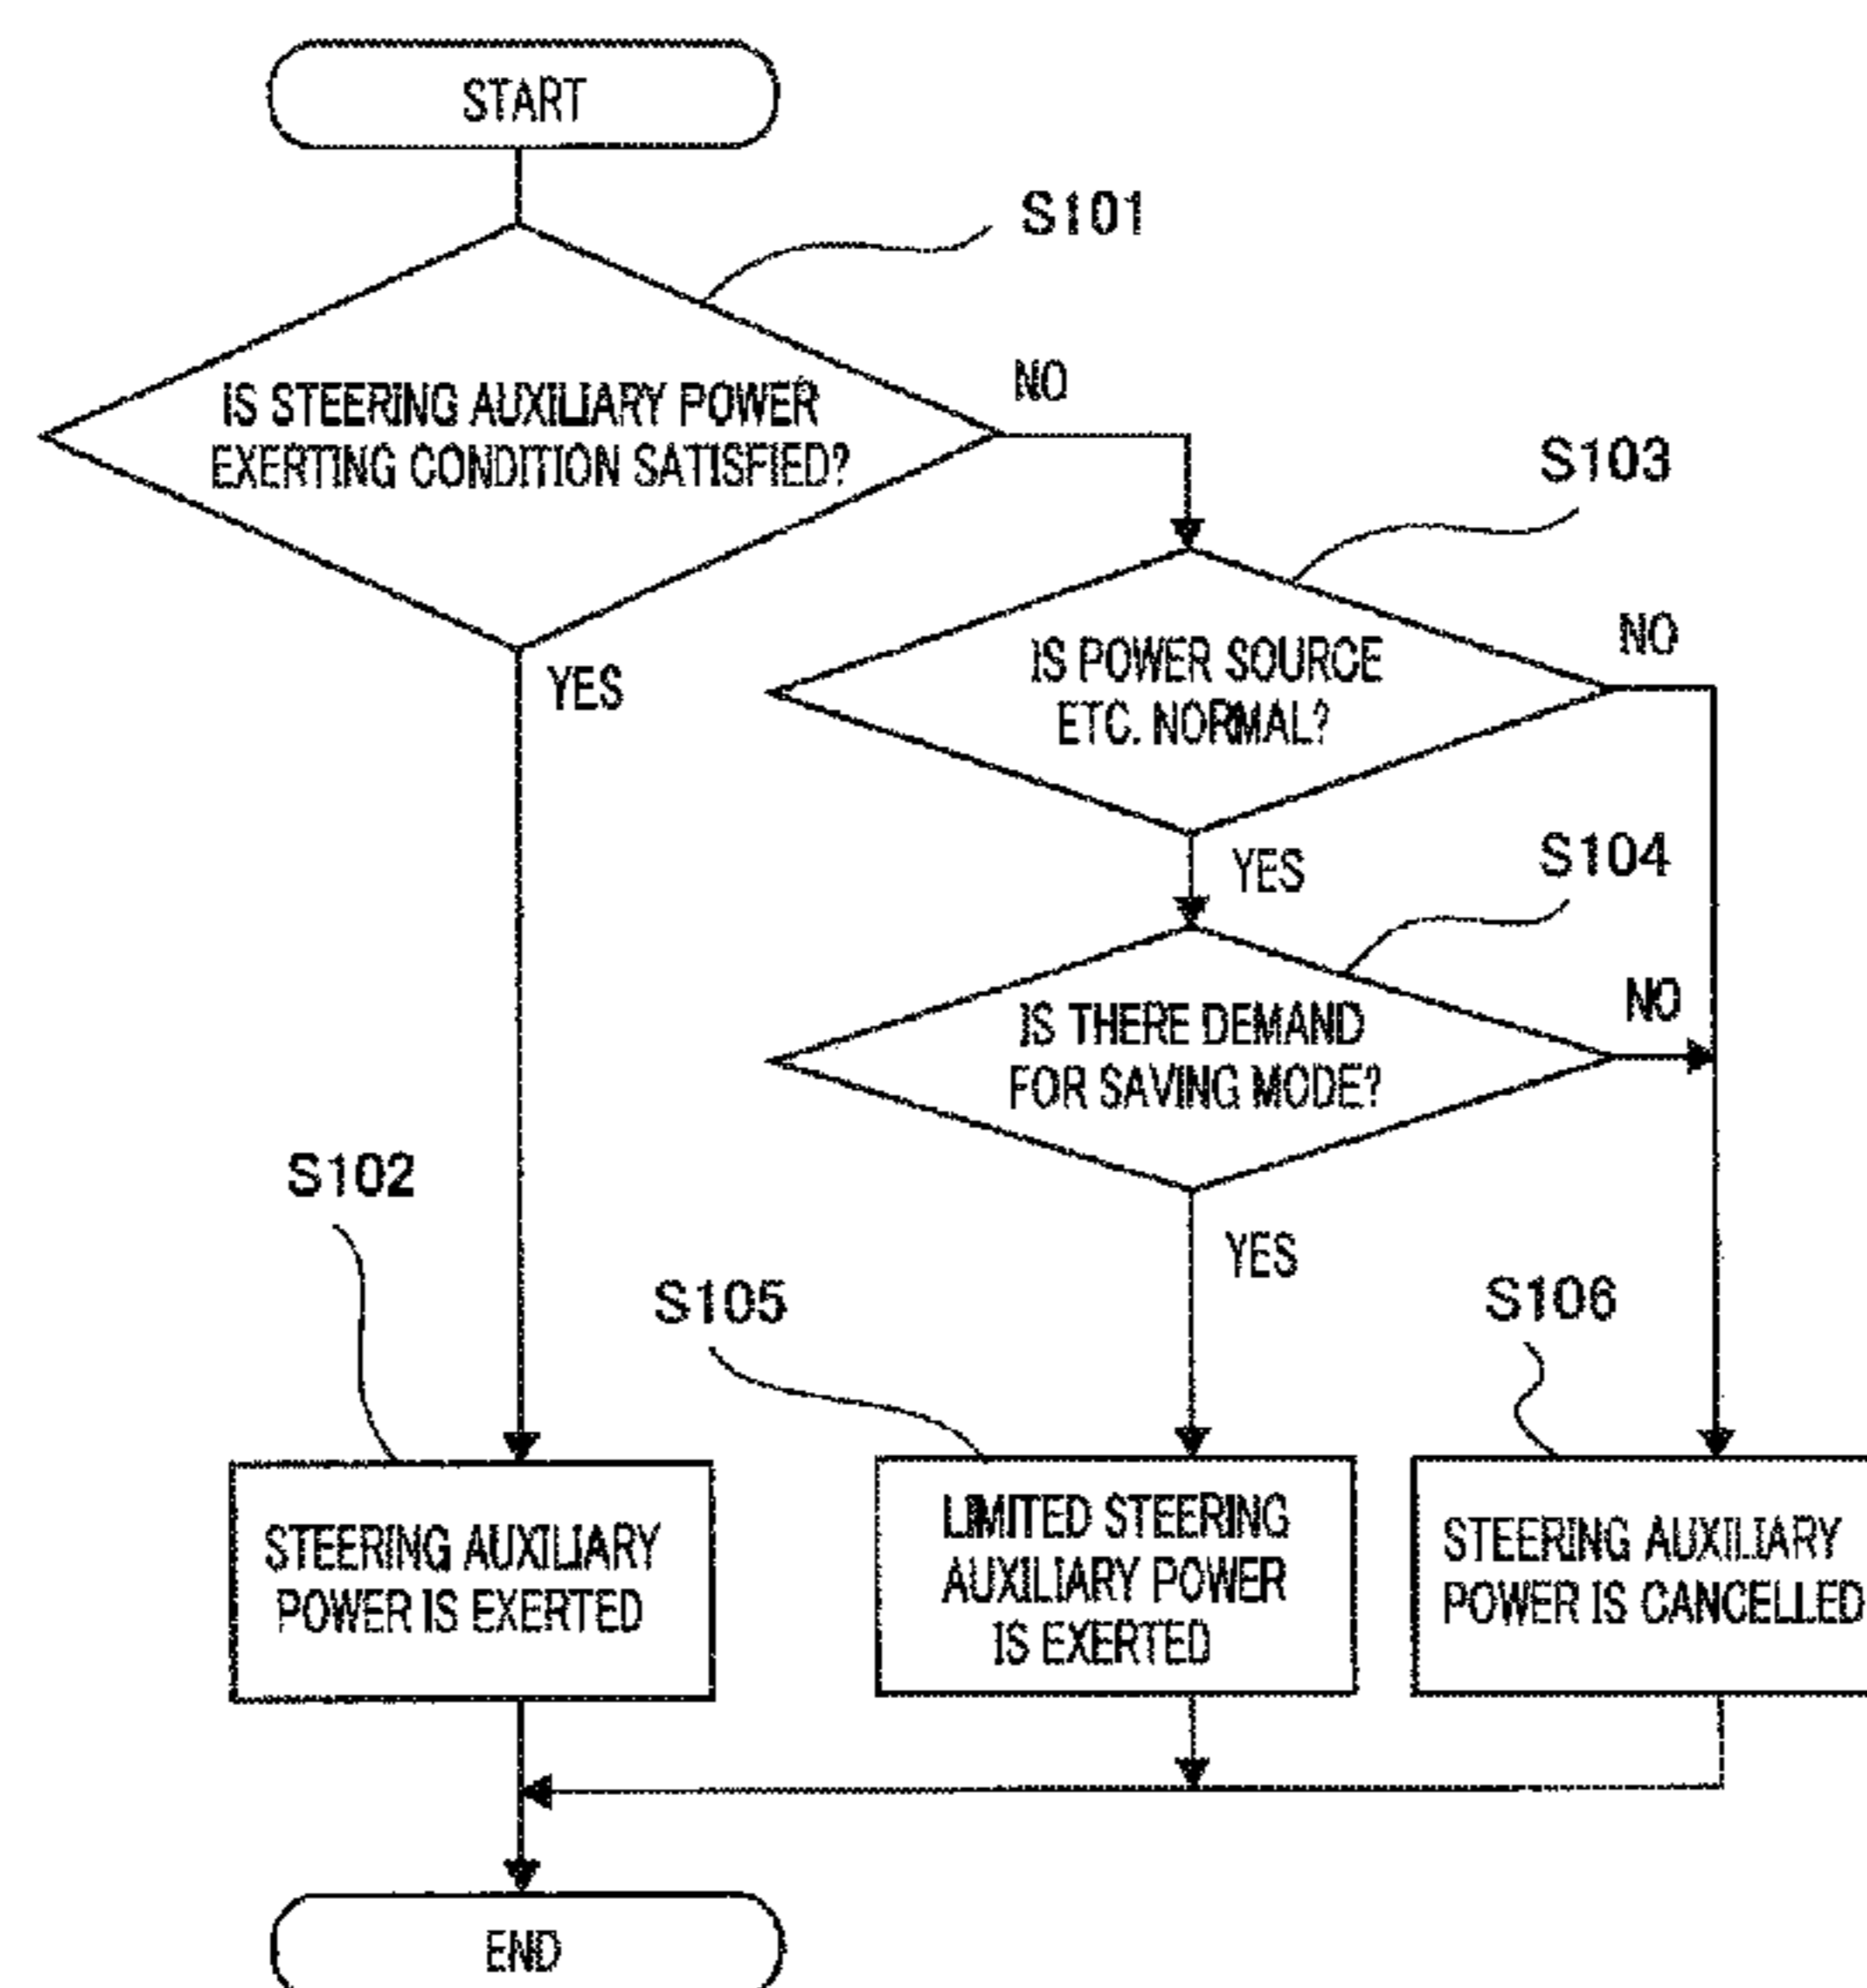 START
S101
IS STEERING AUXILIARY POWER
EXERTING CONDITION SATISFIED?
NO
YES
S103
IS POWER SOURCE
ETC. NORMAL?
NO
YES
S104
IS THERE DEMAND
FOR SAVING MODE?
NO
YES
S102
STEERING AUXILIARY
POWER IS EXERTED
S105
LIMITED STEERING
AUXILIARY POWER
IS EXERTED
S106
STEERING AUXILIARY
POWER IS CANCELLED
END